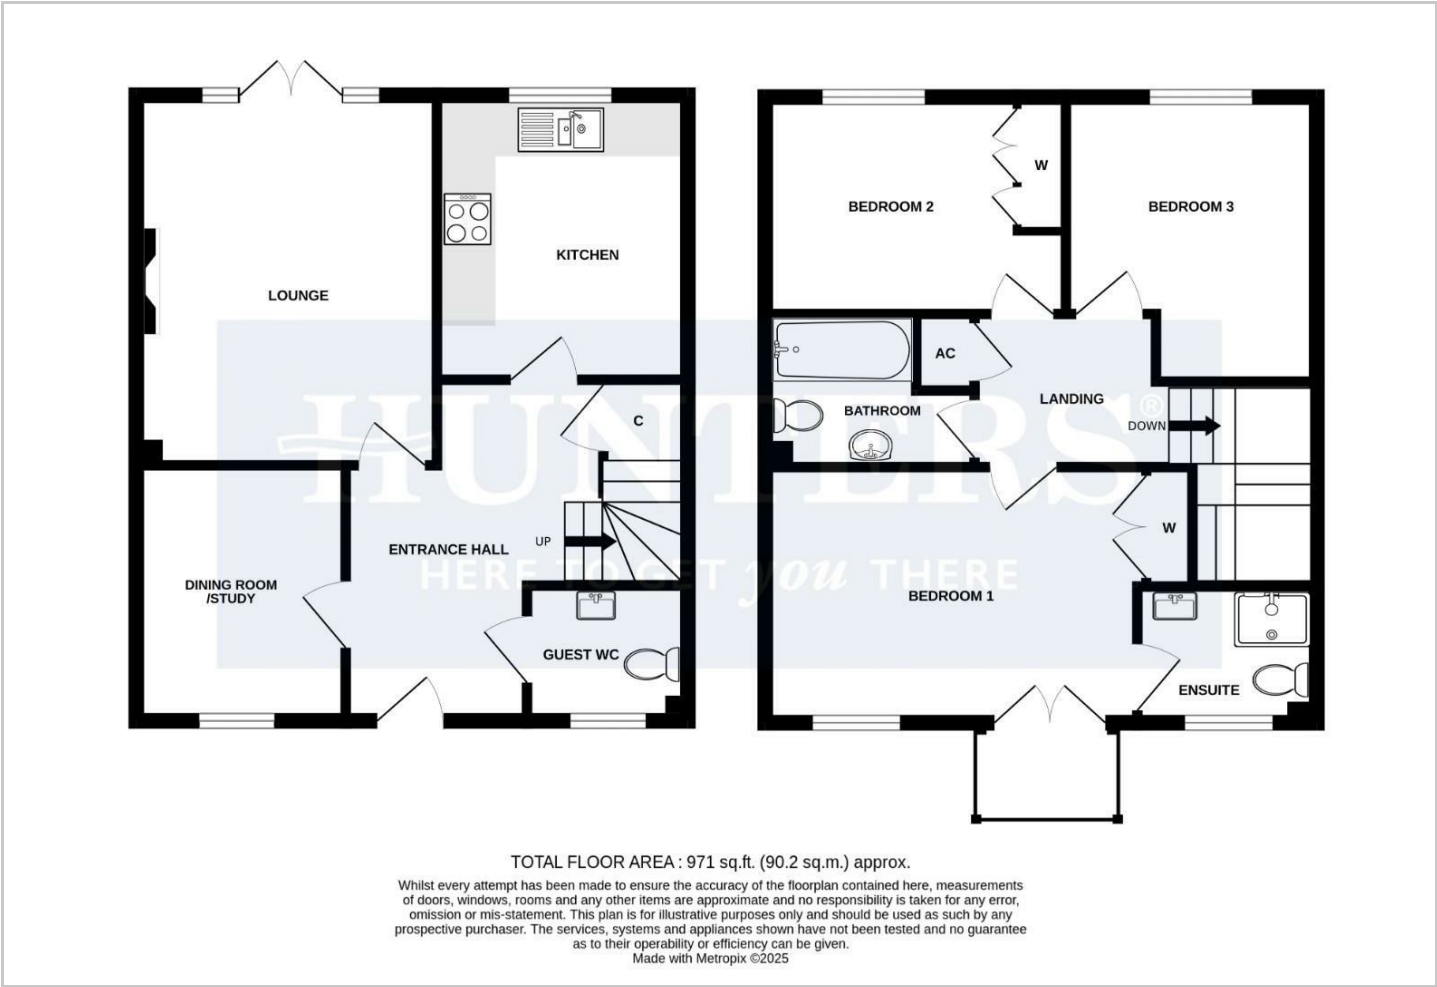 LOUNGE
KITCHEN
C
UP
ENTRANCE HALL
DINING ROOM
/STUDY
GUEST WC
BEDROOM 2
W
BEDROOM 3
AC
BATHROOM
LANDING
DOWN
W
BEDROOM 1
ENSUITE
HUNTERS®
HERE TO GET you THERE
TOTAL FLOOR AREA : 971 sq.ft. (90.2 sq.m.) approx.
Whilst every attempt has been made to ensure the accuracy of the floorplan contained here, measurements
of doors, windows, rooms and any other items are approximate and no responsibility is taken for any error,
omission or mis-statement. This plan is for illustrative purposes only and should be used as such by any
prospective purchaser. The services, systems and appliances shown have not been tested and no guarantee
as to their operability or efficiency can be given.
Made with Metropix ©2025